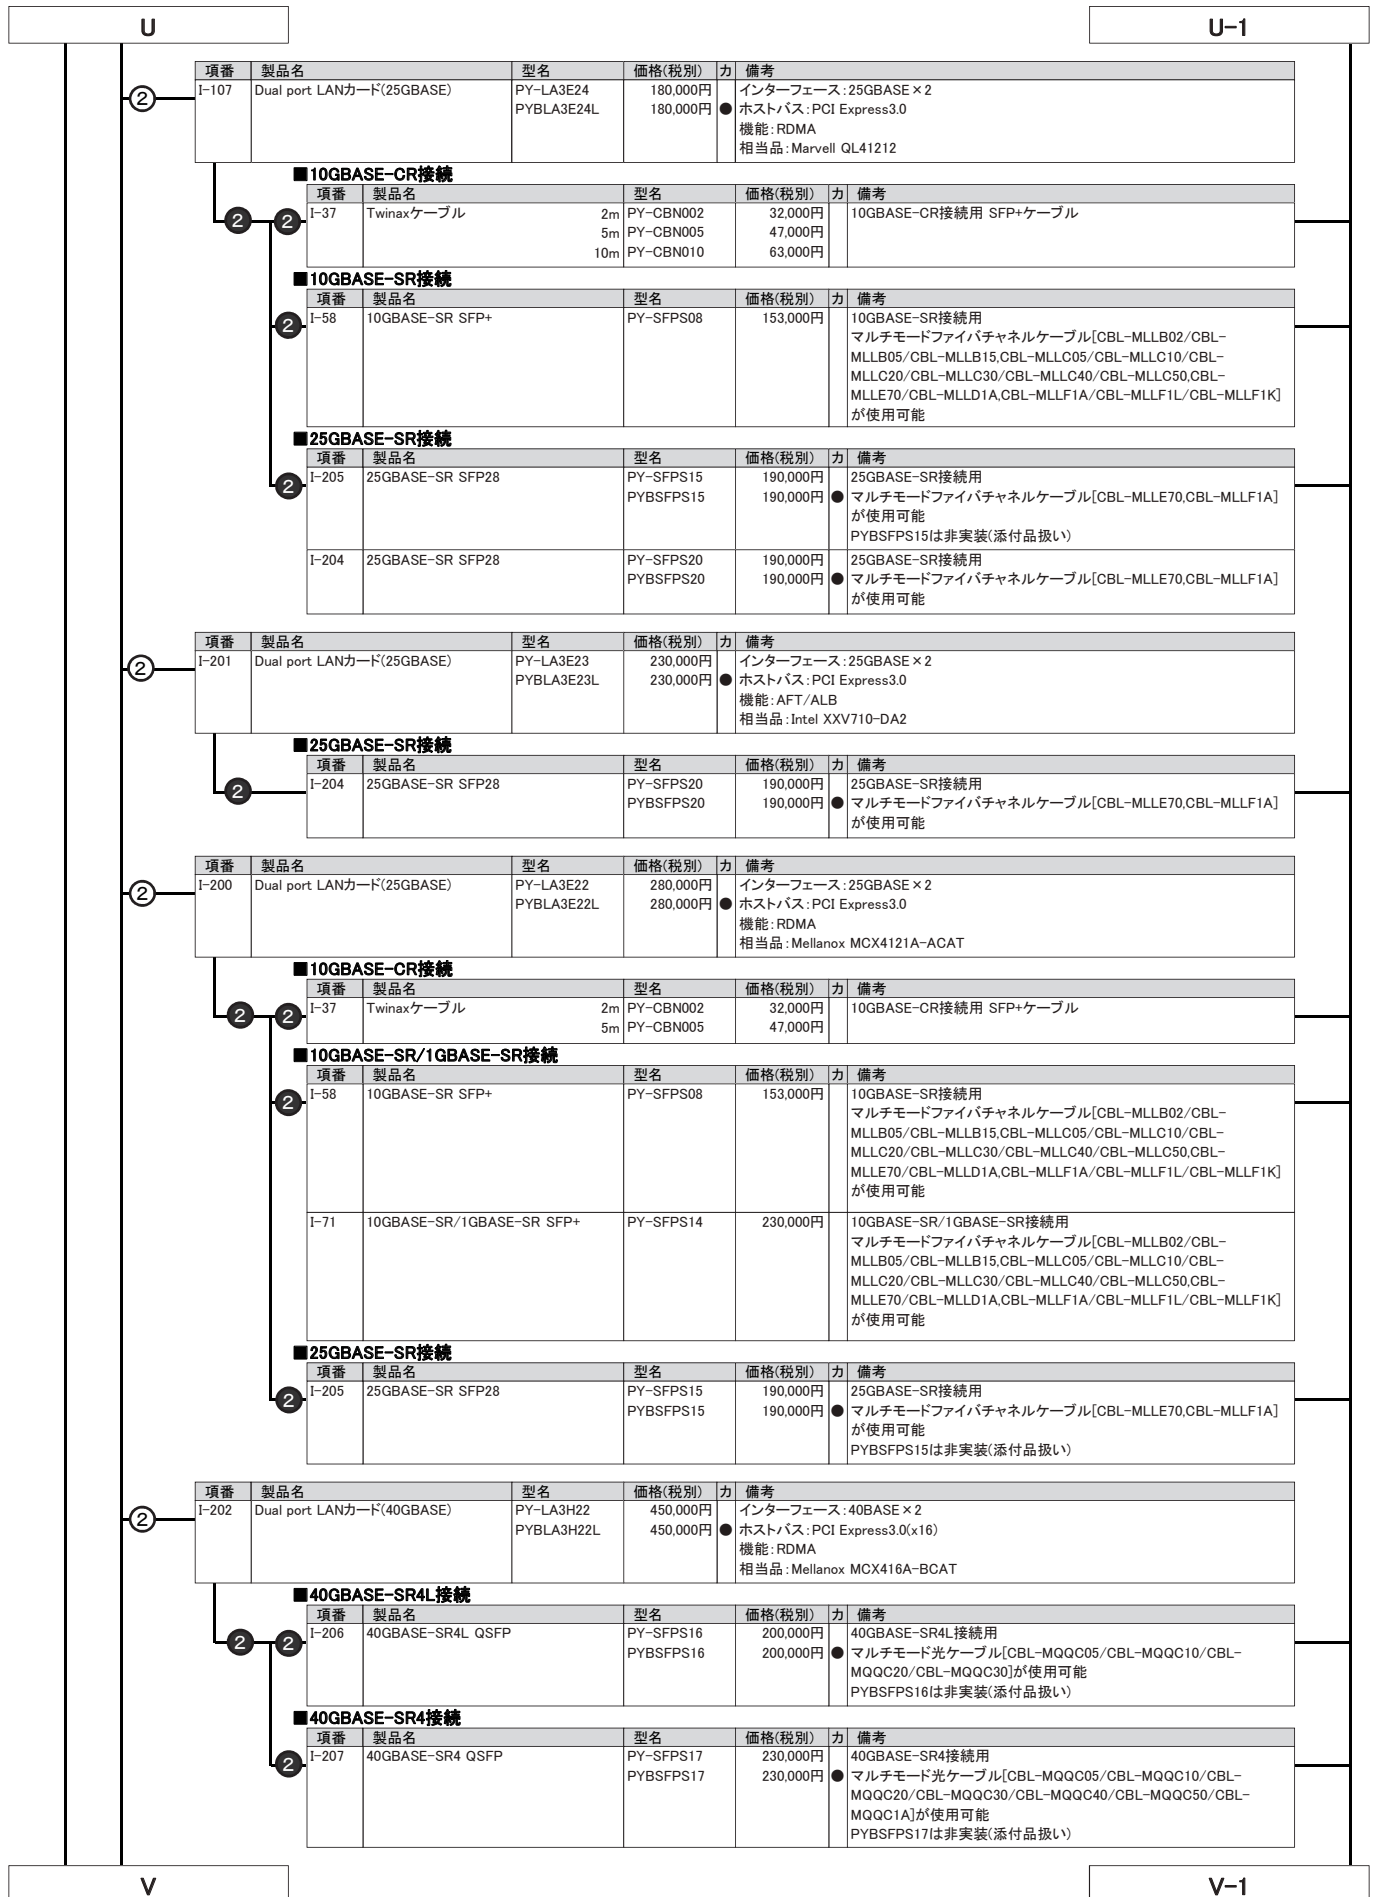 U U-1
項番 製品名 型名 価格(税別) カ 備考
② I-107 Dual port LANカード(25GBASE) PY-LA3E24 180,000円 インターフェース:25GBASE×2
PYBLA3E24L 180,000円 ● ホストバス:PCI Express3.0
機能:RDMA
相当品:Marvell QL41212
■10GBASE-CR接続
項番 製品名 型名 価格(税別) カ 備考
2 2 I-37 Twinaxケーブル 2m PY-CBN002 32,000円 10GBASE-CR接続用 SFP+ケーブル
5m PY-CBN005 47,000円
10m PY-CBN010 63,000円
■10GBASE-SR接続
項番 製品名 型名 価格(税別) カ 備考
2 I-58 10GBASE-SR SFP+ PY-SFPS08 153,000円 10GBASE-SR接続用
マルチモードファイバチャネルケーブル[CBL-MLLB02/CBL-
MLLB05/CBL-MLLB15,CBL-MLLC05/CBL-MLLC10/CBL-
MLLC20/CBL-MLLC30/CBL-MLLC40/CBL-MLLC50,CBL-
MLLE70/CBL-MLLD1A,CBL-MLLF1A/CBL-MLLF1L/CBL-MLLF1K]
が使用可能
■25GBASE-SR接続
項番 製品名 型名 価格(税別) カ 備考
2 I-205 25GBASE-SR SFP28 PY-SFPS15 190,000円 25GBASE-SR接続用
PYBSFPS15 190,000円 ● マルチモードファイバチャネルケーブル[CBL-MLLE70,CBL-MLLF1A]
が使用可能
PYBSFPS15は非実装(添付品扱い)
I-204 25GBASE-SR SFP28 PY-SFPS20 190,000円 25GBASE-SR接続用
PYBSFPS20 190,000円 ● マルチモードファイバチャネルケーブル[CBL-MLLE70,CBL-MLLF1A]
が使用可能
項番 製品名 型名 価格(税別) カ 備考
② I-201 Dual port LANカード(25GBASE) PY-LA3E23 230,000円 インターフェース:25GBASE×2
PYBLA3E23L 230,000円 ● ホストバス:PCI Express3.0
機能:AFT/ALB
相当品:Intel XXV710-DA2
■25GBASE-SR接続
項番 製品名 型名 価格(税別) カ 備考
2 I-204 25GBASE-SR SFP28 PY-SFPS20 190,000円 25GBASE-SR接続用
PYBSFPS20 190,000円 ● マルチモードファイバチャネルケーブル[CBL-MLLE70,CBL-MLLF1A]
が使用可能
項番 製品名 型名 価格(税別) カ 備考
② I-200 Dual port LANカード(25GBASE) PY-LA3E22 280,000円 インターフェース:25GBASE×2
PYBLA3E22L 280,000円 ● ホストバス:PCI Express3.0
機能:RDMA
相当品:Mellanox MCX4121A-ACAT
■10GBASE-CR接続
項番 製品名 型名 価格(税別) カ 備考
2 2 I-37 Twinaxケーブル 2m PY-CBN002 32,000円 10GBASE-CR接続用 SFP+ケーブル
5m PY-CBN005 47,000円
■10GBASE-SR/1GBASE-SR接続
項番 製品名 型名 価格(税別) カ 備考
2 I-58 10GBASE-SR SFP+ PY-SFPS08 153,000円 10GBASE-SR接続用
マルチモードファイバチャネルケーブル[CBL-MLLB02/CBL-
MLLB05/CBL-MLLB15,CBL-MLLC05/CBL-MLLC10/CBL-
MLLC20/CBL-MLLC30/CBL-MLLC40/CBL-MLLC50,CBL-
MLLE70/CBL-MLLD1A,CBL-MLLF1A/CBL-MLLF1L/CBL-MLLF1K]
が使用可能
I-71 10GBASE-SR/1GBASE-SR SFP+ PY-SFPS14 230,000円 10GBASE-SR/1GBASE-SR接続用
マルチモードファイバチャネルケーブル[CBL-MLLB02/CBL-
MLLB05/CBL-MLLB15,CBL-MLLC05/CBL-MLLC10/CBL-
MLLC20/CBL-MLLC30/CBL-MLLC40/CBL-MLLC50,CBL-
MLLE70/CBL-MLLD1A,CBL-MLLF1A/CBL-MLLF1L/CBL-MLLF1K]
が使用可能
■25GBASE-SR接続
項番 製品名 型名 価格(税別) カ 備考
2 I-205 25GBASE-SR SFP28 PY-SFPS15 190,000円 25GBASE-SR接続用
PYBSFPS15 190,000円 ● マルチモードファイバチャネルケーブル[CBL-MLLE70,CBL-MLLF1A]
が使用可能
PYBSFPS15は非実装(添付品扱い)
項番 製品名 型名 価格(税別) カ 備考
② I-202 Dual port LANカード(40GBASE) PY-LA3H22 450,000円 インターフェース:40BASE×2
PYBLA3H22L 450,000円 ● ホストバス:PCI Express3.0(x16)
機能:RDMA
相当品:Mellanox MCX416A-BCAT
■40GBASE-SR4L接続
項番 製品名 型名 価格(税別) カ 備考
2 2 I-206 40GBASE-SR4L QSFP PY-SFPS16 200,000円 40GBASE-SR4L接続用
PYBSFPS16 200,000円 ● マルチモード光ケーブル[CBL-MQQC05/CBL-MQQC10/CBL-
MQQC20/CBL-MQQC30]が使用可能
PYBSFPS16は非実装(添付品扱い)
■40GBASE-SR4接続
項番 製品名 型名 価格(税別) カ 備考
2 I-207 40GBASE-SR4 QSFP PY-SFPS17 230,000円 40GBASE-SR4接続用
PYBSFPS17 230,000円 ● マルチモード光ケーブル[CBL-MQQC05/CBL-MQQC10/CBL-
MQQC20/CBL-MQQC30/CBL-MQQC40/CBL-MQQC50/CBL-
MQQC1A]が使用可能
PYBSFPS17は非実装(添付品扱い)
V V-1